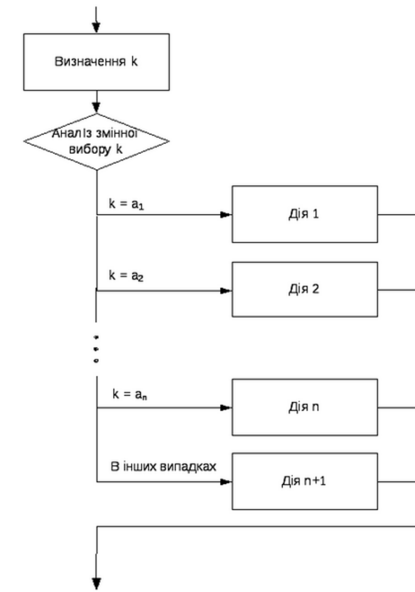 Визначення k
Аналіз змінної
вибору k
k = a₁
Дія 1
k = a₂
Дія 2
k = aₙ
Дія n
В інших випадках
Дія n+1